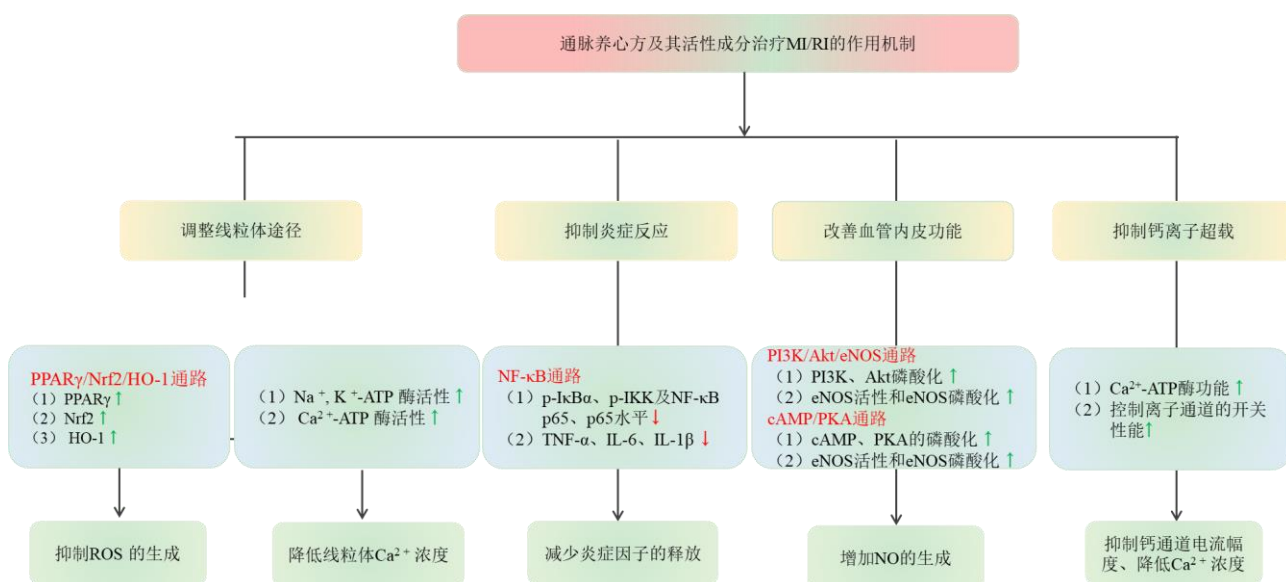 通脉养心方及其活性成分治疗MI/RI的作用机制
调整线粒体途径
抑制炎症反应
改善血管内皮功能
抑制钙离子超载
PPARγ/Nrf2/HO-1通路
（1）PPARγ↑
（2）Nrf2↑
（3） HO-1↑
（1）Na⁺, K⁺-ATP 酶活性↑
（2） Ca²⁺-ATP 酶活性↑
NF-κB通路
（1）p-IκBα、p-IKK及NF-κB
p65、p65水平↓
（2）TNF-α、IL-6、IL-1β ↓
PI3K/Akt/eNOS通路
（1）PI3K、Akt磷酸化↑
（2）eNOS活性和eNOS磷酸化↑
cAMP/PKA通路
（1）cAMP、PKA的磷酸化↑
（2）eNOS活性和eNOS磷酸化↑
（1）Ca²⁺-ATP酶功能↑
（2）控制离子通道的开关
性能↑
抑制ROS 的生成
降低线粒体Ca²⁺ 浓度
减少炎症因子的释放
增加NO的生成
抑制钙通道电流幅
度、降低Ca²⁺ 浓度